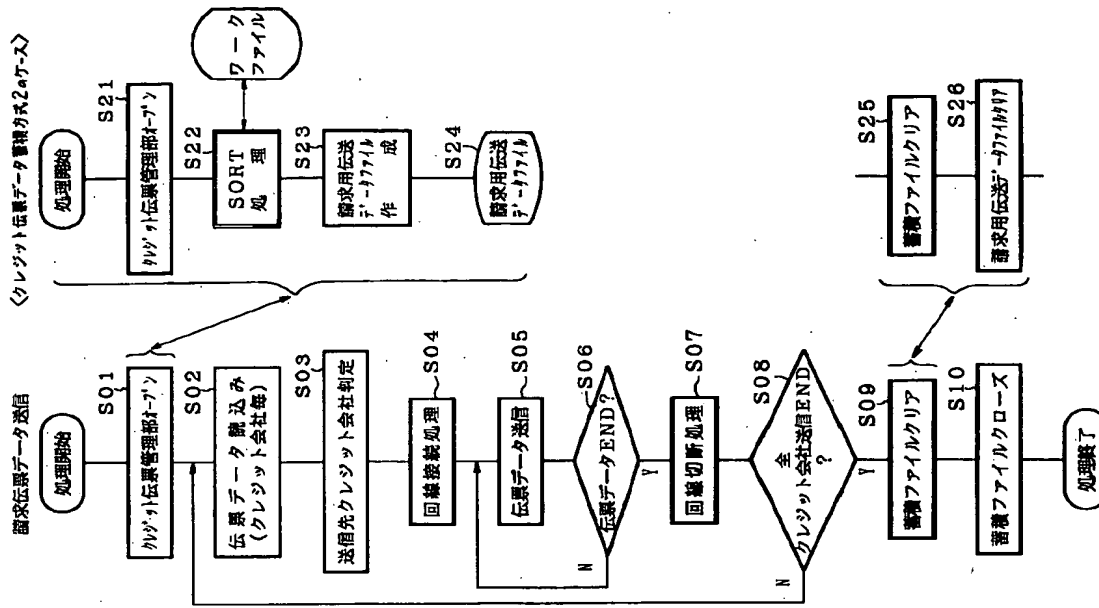 請求伝票データ送信
処理開始
S01
クレジット伝票管理部オープン
S02
伝票データ読込み
(クレジット会社毎)
S03
送信先クレジット会社判定
S04
回線接続処理
S05
伝票データ送信
S06
伝票データEND?
N
Y
S07
回線切断処理
S08
全
クレジット会社送信END
?
N
Y
S09
蓄積ファイルクリア
S10
蓄積ファイルクローズ
処理終了
〈クレジット伝票データ蓄積方式2のケース〉
処理開始
S21
クレジット伝票管理部オープン
S22
SORT
処理
ワーク
ファイル
S23
請求用伝送
データファイル
作成
S24
請求用伝送
データファイル
S25
蓄積ファイルクリア
S26
請求用伝送データファイルクリア